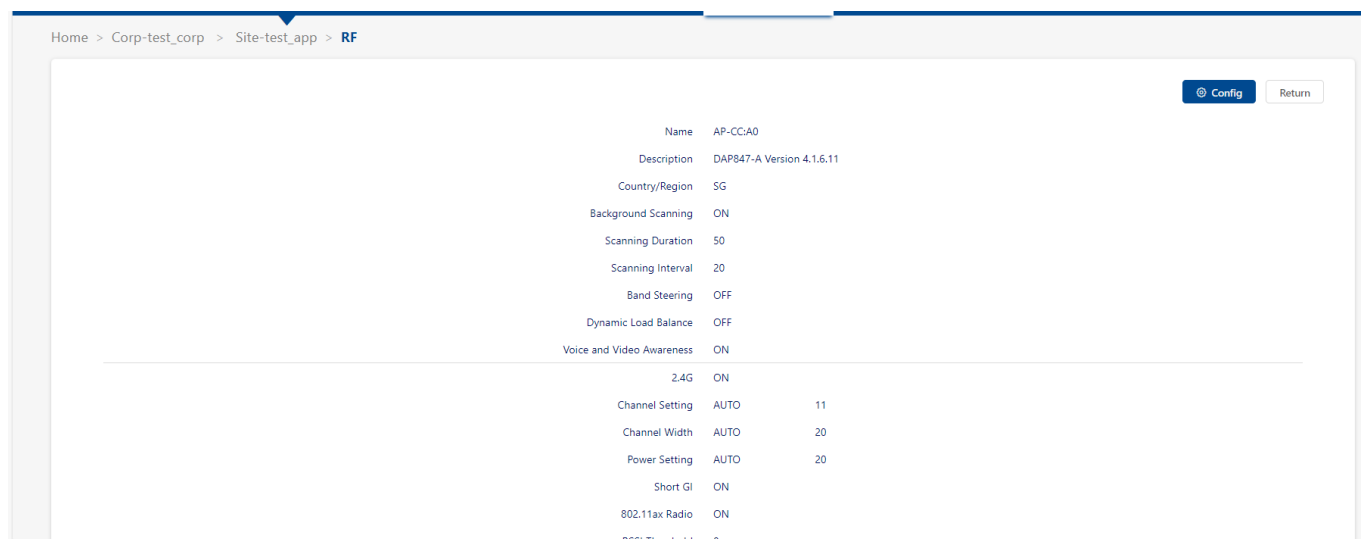 Home > Corp-test_corp > Site-test_app > RF
Config Return
Name AP-CC:A0
Description DAP847-A Version 4.1.6.11
Country/Region SG
Background Scanning ON
Scanning Duration 50
Scanning Interval 20
Band Steering OFF
Dynamic Load Balance OFF
Voice and Video Awareness ON
2.4G ON
Channel Setting AUTO 11
Channel Width AUTO 20
Power Setting AUTO 20
Short GI ON
802.11ax Radio ON